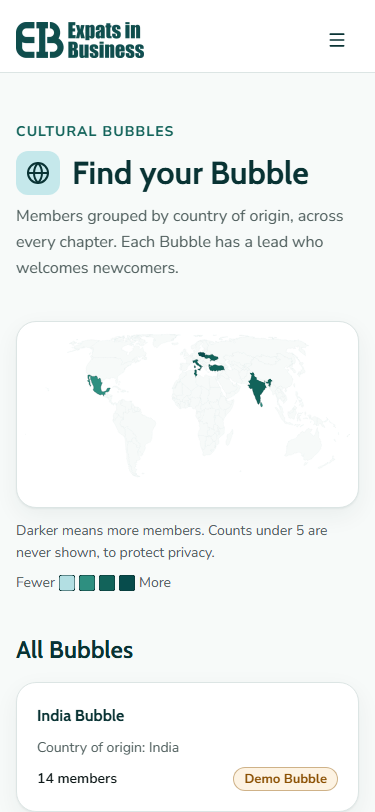 EIB Expats in
Business
CULTURAL BUBBLES
Find your Bubble
Members grouped by country of origin, across
every chapter. Each Bubble has a lead who
welcomes newcomers.
Darker means more members. Counts under 5 are
never shown, to protect privacy.
Fewer More
All Bubbles
India Bubble
Country of origin: India
14 members Demo Bubble